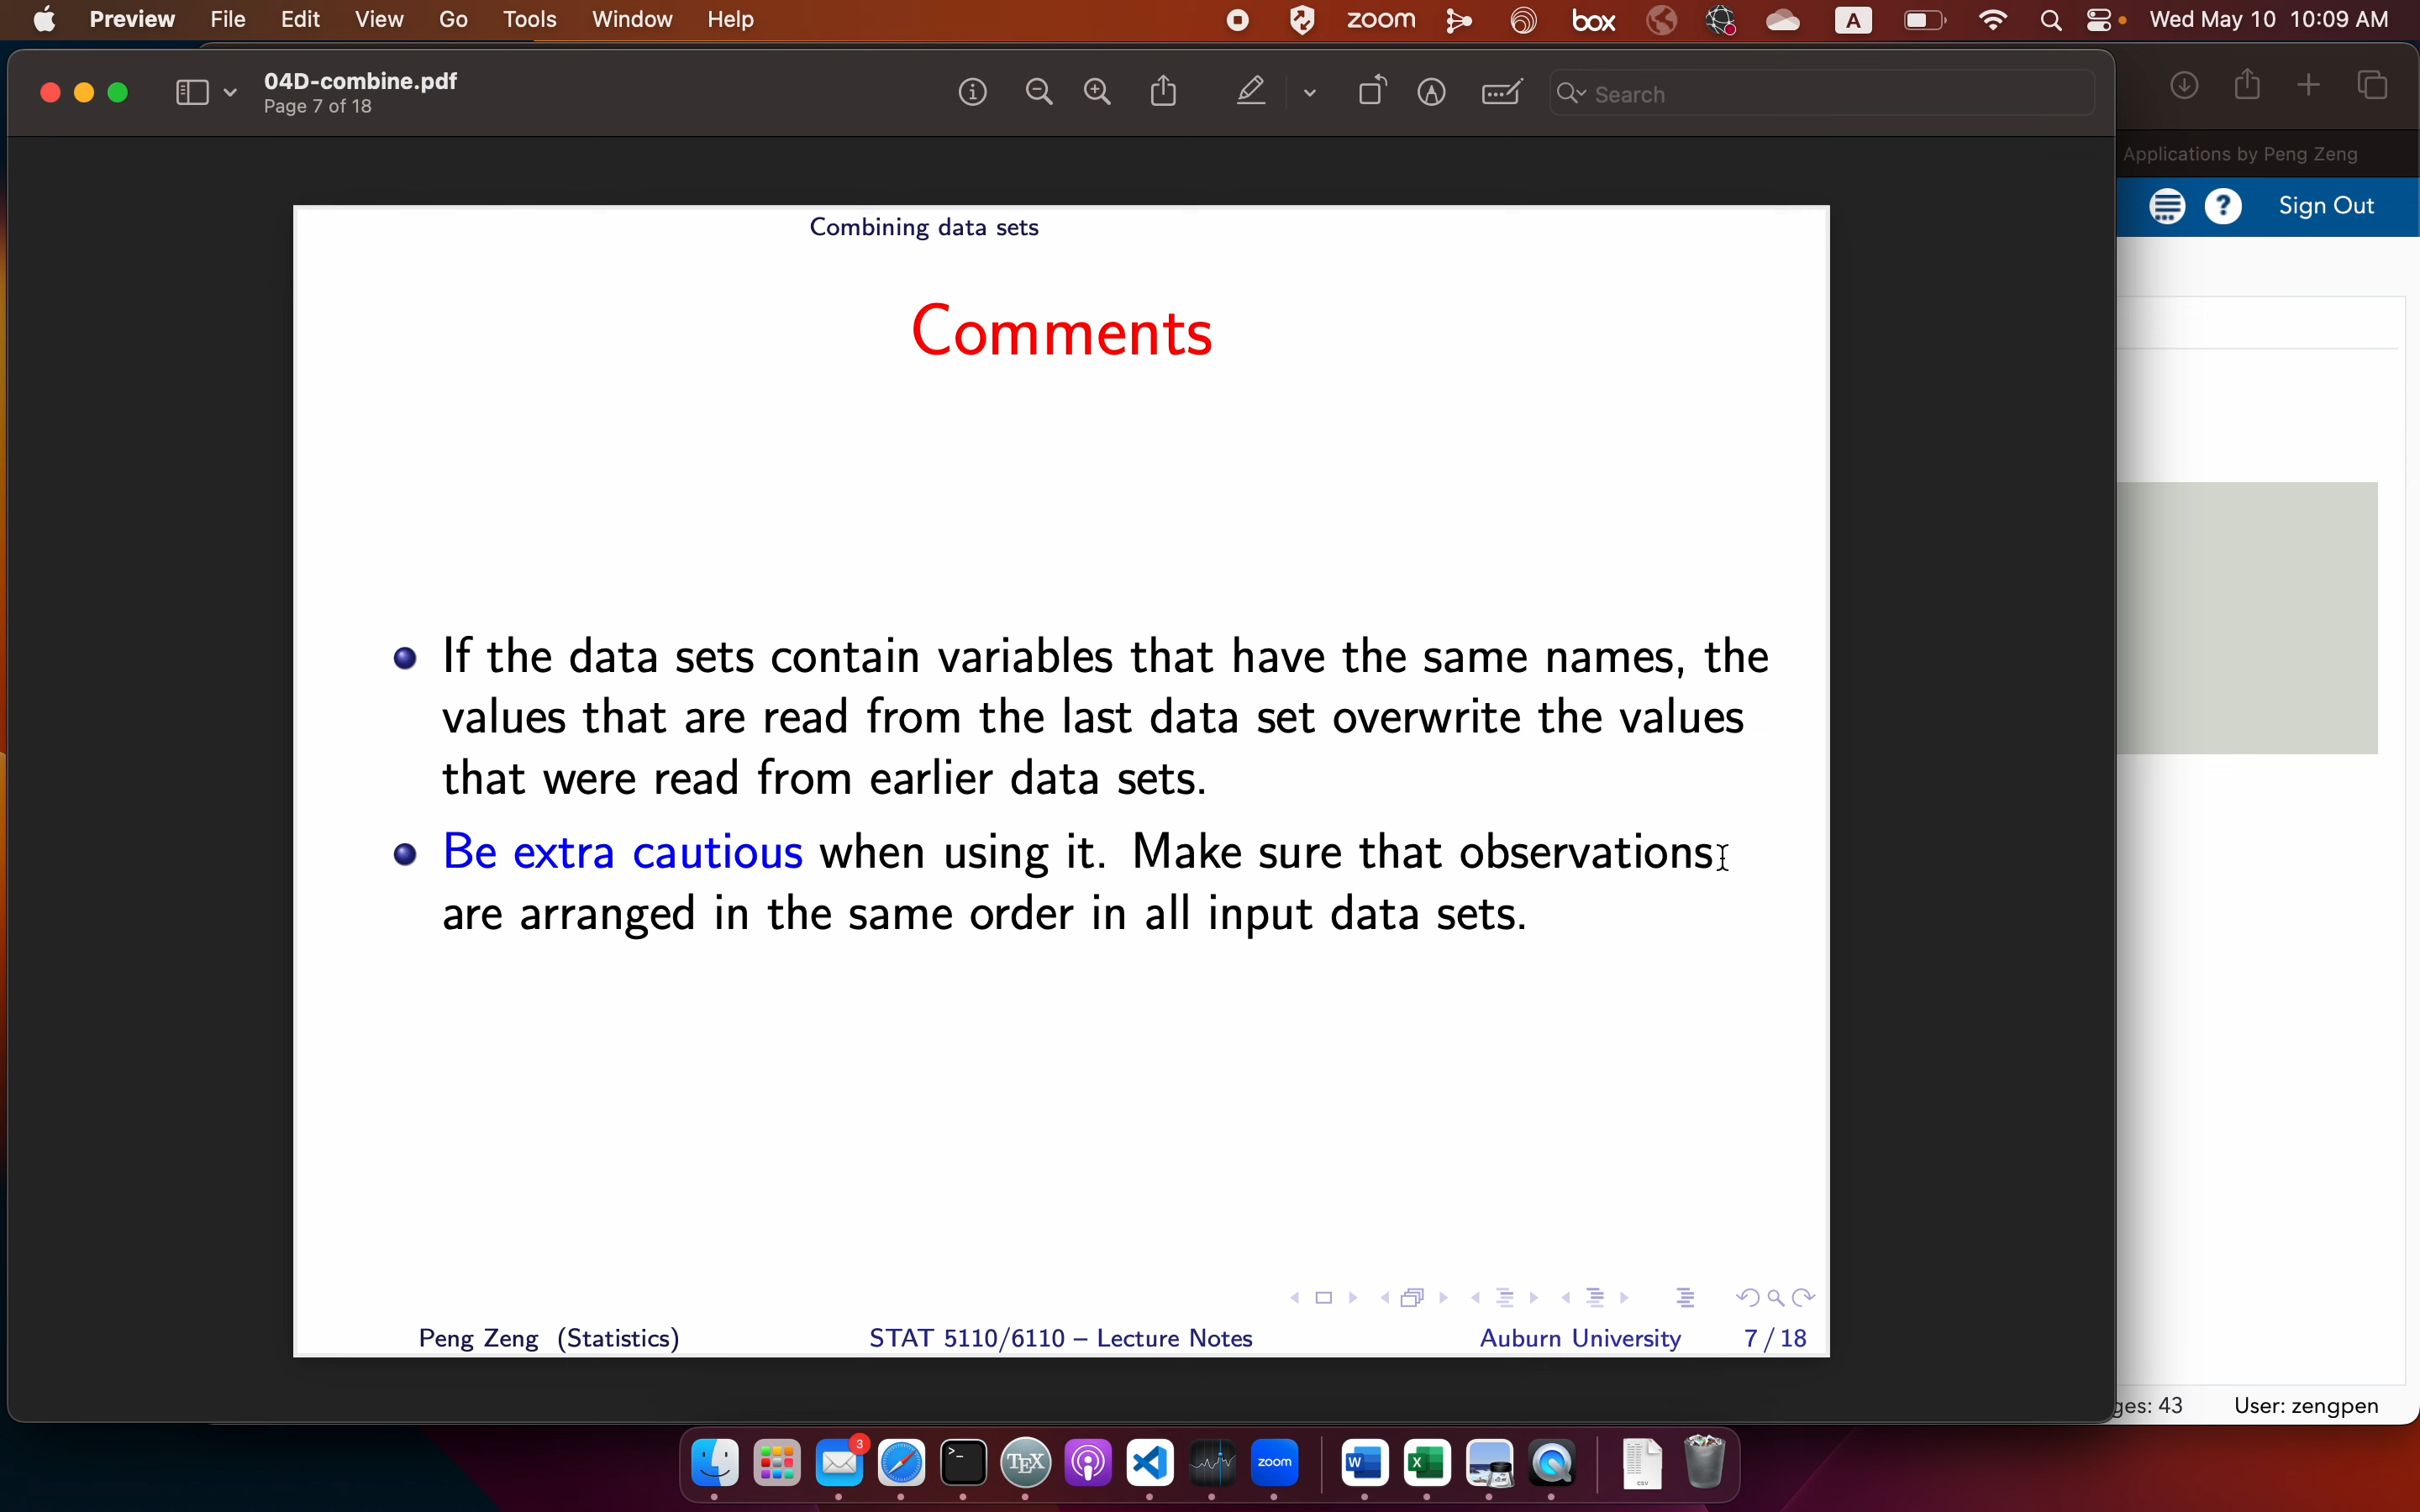 Preview File Edit View Go Tools Window Help zoom box A Wed May 10 10:09 AM
04D-combine.pdf
Page 7 of 18
Search
Applications by Peng Zeng
? Sign Out
Combining data sets
Comments
If the data sets contain variables that have the same names, the
values that are read from the last data set overwrite the values
that were read from earlier data sets.
Be extra cautious when using it. Make sure that observations
are arranged in the same order in all input data sets.
Peng Zeng (Statistics) STAT 5110/6110 – Lecture Notes Auburn University 7 / 18
ges: 43 User: zengpen
3
>_ TEX zoom W X
CSV